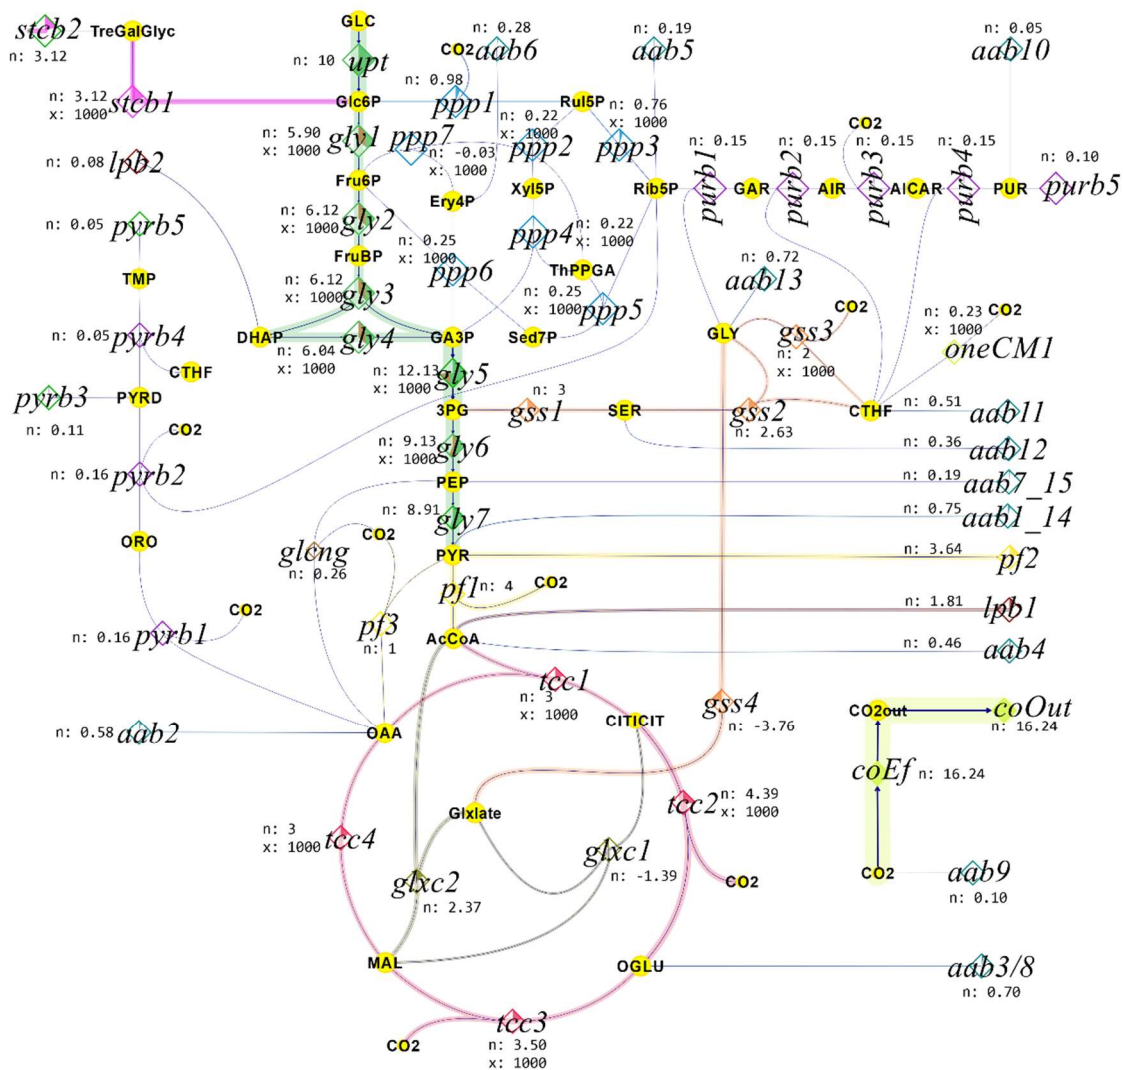 stcb2
n: 3.12
TreGalGlyc
n: 3.12
x: 1000
stcb1
n: 0.08
lpb2
n: 0.05
pyrb5
TMP
n: 0.05
pyrb4
CTHF
pyrb3
n: 0.11
PYRD
CO2
n: 0.16
pyrb2
ORO
CO2
n: 0.16
pyrb1
n: 0.58
aab2
GLC
n: 10
upt
Glc6P
n: 5.90
x: 1000
gly1
Fru6P
n: 6.12
x: 1000
gly2
FruBP
n: 6.12
x: 1000
gly3
DHAP
gly4
n: 6.04
x: 1000
GA3P
n: 12.13
x: 1000
gly5
3PG
n: 9.13
x: 1000
gly6
PEP
n: 8.91
gly7
PYR
CO2
n: 0.28
aab6
n: 0.98
ppp1
Rul5P
ppp7
n: -0.03
x: 1000
n: 0.22
x: 1000
ppp2
n: 0.76
x: 1000
ppp3
Ery4P
Xyl5P
Rib5P
n: 0.22
x: 1000
ppp4
n: 0.25
x: 1000
ppp6
ThPPGA
n: 0.25
x: 1000
ppp5
Sed7P
n: 0.19
aab5
n: 0.15
purb1
GAR
n: 0.15
purb2
AIR
CO2
n: 0.15
purb3
AICAR
n: 0.15
purb4
PUR
n: 0.05
aab10
n: 0.10
purb5
n: 0.72
aab13
GLY
CO2
gss3
n: 2
x: 1000
n: 0.23
x: 1000
CO2
oneCM1
n: 3
gss1
SER
gss2
n: 2.63
CTHF
n: 0.51
aab11
n: 0.36
aab12
n: 0.19
aab7_15
n: 0.75
aab1_14
n: 3.64
pf2
glcng
n: 0.26
CO2
pf3
n: 1
pf1
n: 4
CO2
AcCoA
n: 1.81
lpb1
n: 0.46
aab4
OAA
tcc1
n: 3
x: 1000
CITICIT
gss4
n: -3.76
Glxlate
tcc2
n: 4.39
x: 1000
CO2
n: 3
x: 1000
tcc4
glxc2
n: 2.37
glxc1
n: -1.39
MAL
OGLU
CO2
tcc3
n: 3.50
x: 1000
CO2out
coOut
n: 16.24
coEf
n: 16.24
CO2
aab9
n: 0.10
aab3/8
n: 0.70